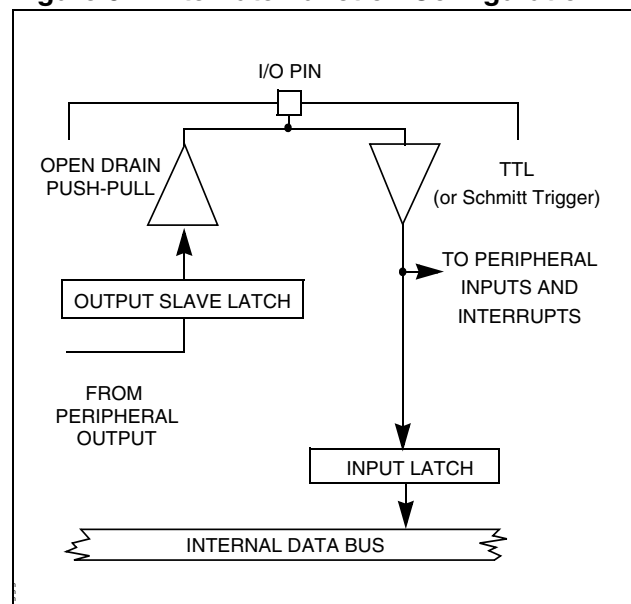 I/O PIN
OPEN DRAIN
PUSH-PULL
TTL
(or Schmitt Trigger)
TO PERIPHERAL
INPUTS AND
INTERRUPTS
OUTPUT SLAVE LATCH
FROM
PERIPHERAL
OUTPUT
INPUT LATCH
INTERNAL DATA BUS